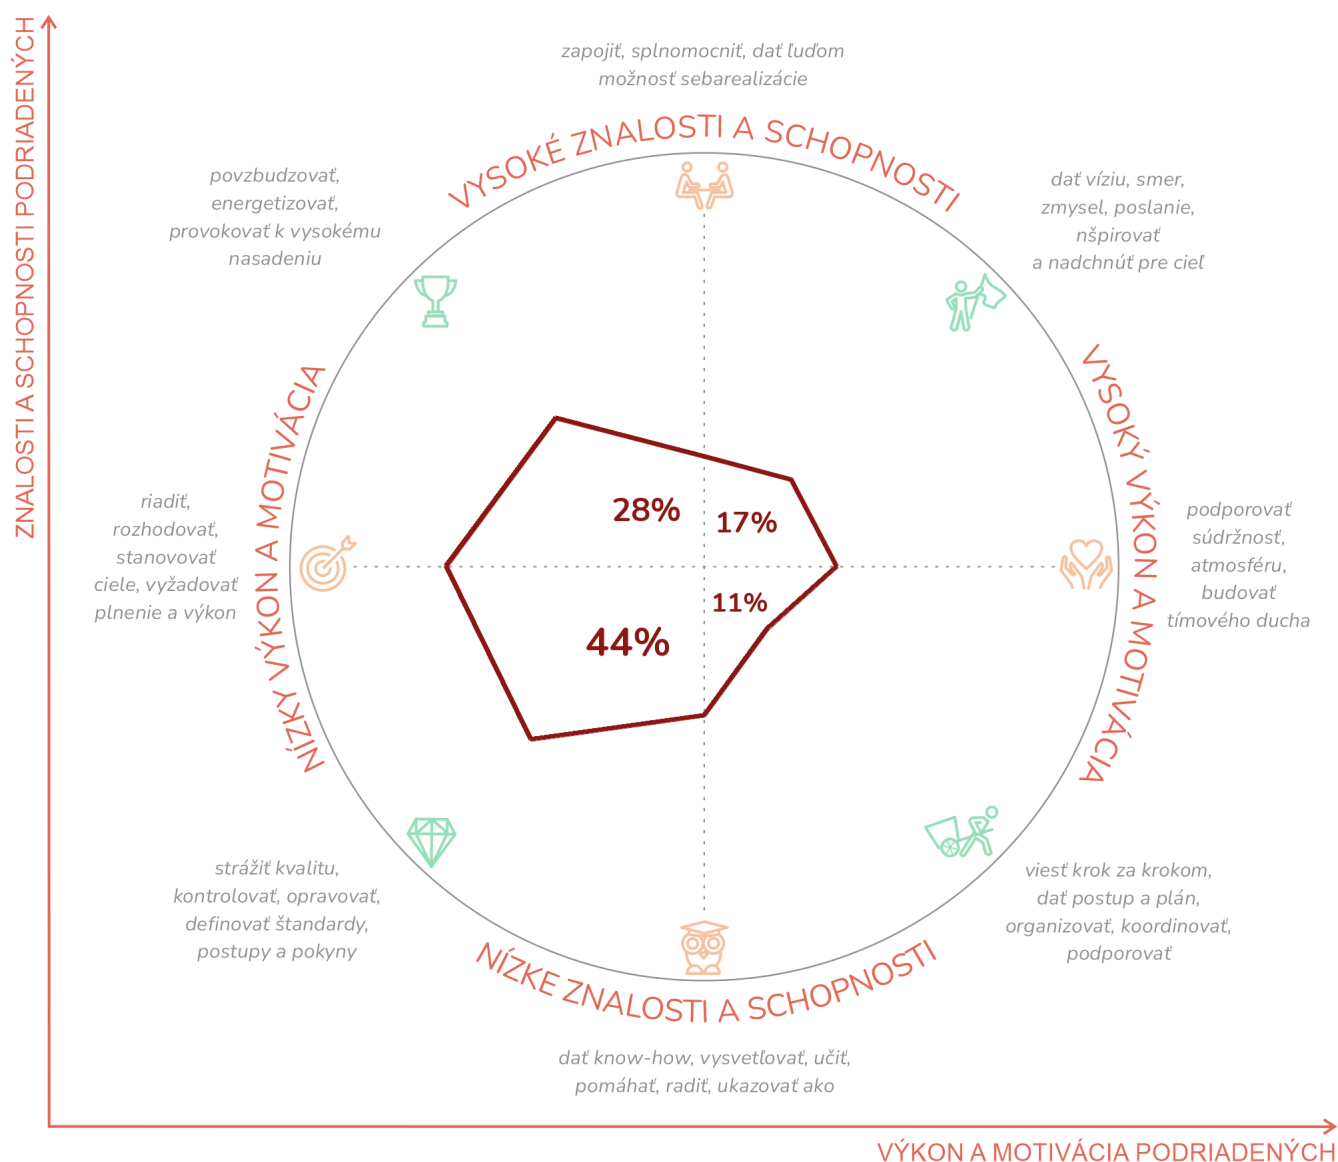 ZNALOSTI A SCHOPNOSTI PODRIADENÝCH
zapojiť, splnomocniť, dať ľuďom
možnosť sebarealizácie
VYSOKÉ ZNALOSTI A SCHOPNOSTI
povzbudzovať,
energetizovať,
provokovať k vysokému
nasadeniu
dať víziu, smer,
zmysel, poslanie,
nšpirovať
a nadchnúť pre cieľ
NÍZKY VÝKON A MOTIVÁCIA
VYSOKÝ VÝKON A MOTIVÁCIA
riadiť,
rozhodovať,
stanovovať
ciele, vyžadovať
plnenie a výkon
28%
17%
11%
44%
podporovať
súdržnosť,
atmosféru,
budovať
tímového ducha
strážiť kvalitu,
kontrolovať, opravovať,
definovať štandardy,
postupy a pokyny
viesť krok za krokom,
dať postup a plán,
organizovať, koordinovať,
podporovať
NÍZKE ZNALOSTI A SCHOPNOSTI
dať know-how, vysvetľovať, učiť,
pomáhať, radiť, ukazovať ako
VÝKON A MOTIVÁCIA PODRIADENÝCH